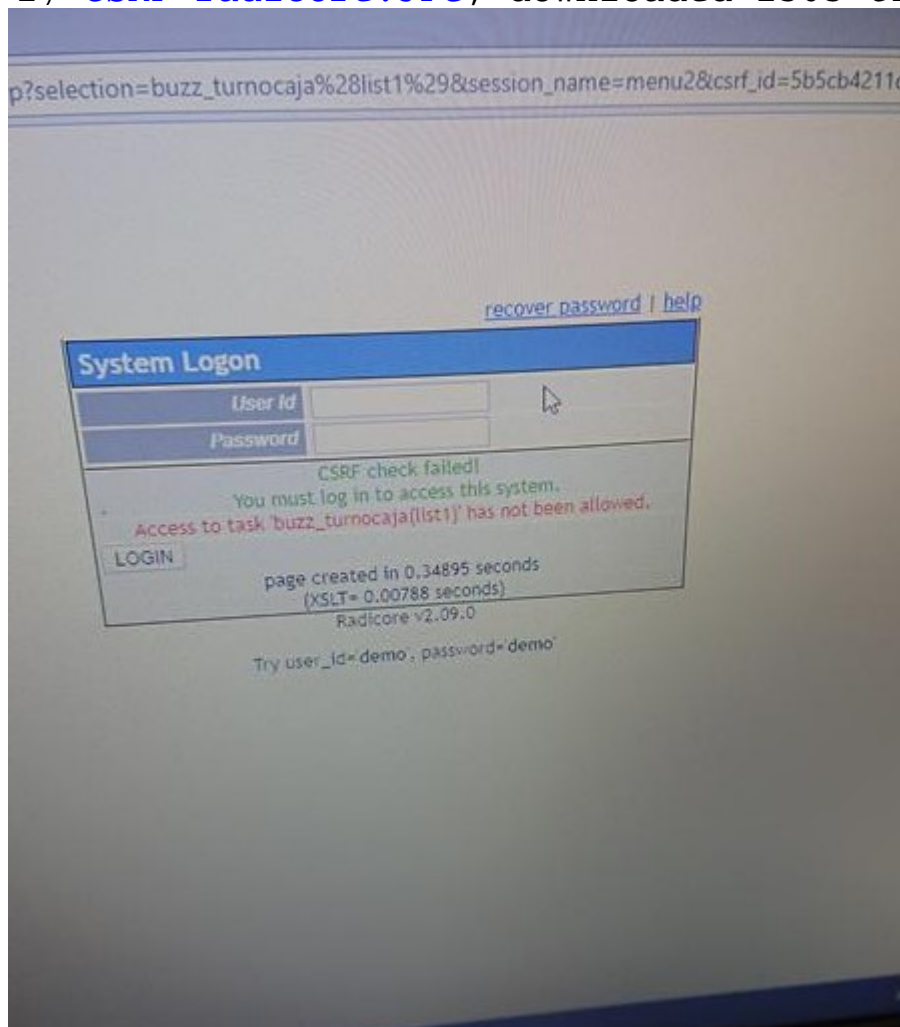 p?selection=buzz_turnocaja%28list1%29&session_name=menu2&csrf_id=5b5cb4211
recover password | help
System Logon
User Id
Password
CSRF check failed!
You must log in to access this system.
Access to task 'buzz_turnocaja(list1)' has not been allowed.
LOGIN
page created in 0.34895 seconds
(XSLT= 0.00788 seconds)
Radicore v2.09.0
Try user_id='demo', password='demo'